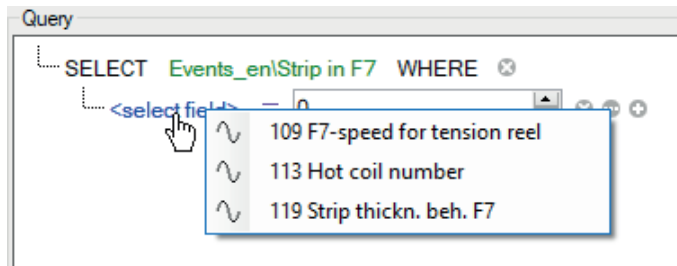 Query
SELECT Events_en\Strip in F7 WHERE
<select field> = 0
109 F7-speed for tension reel
113 Hot coil number
119 Strip thickn. beh. F7